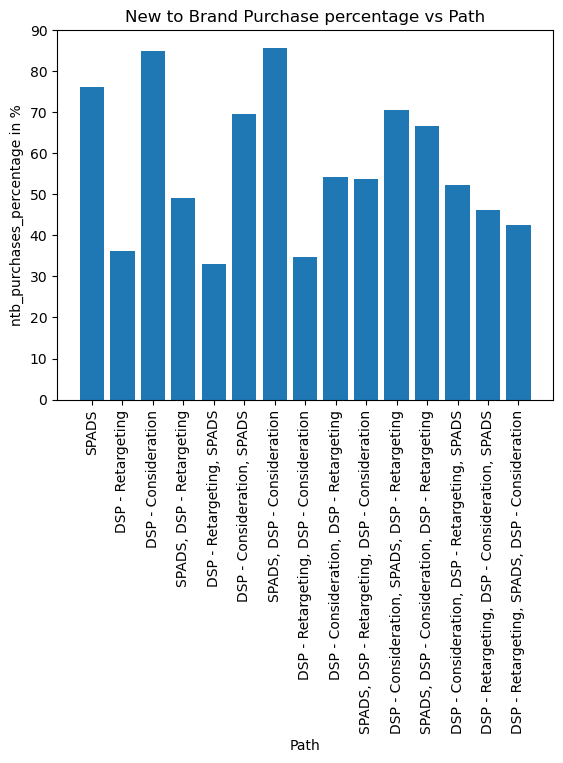 New to Brand Purchase percentage vs Path
ntb_purchases_percentage in %
90
80
70
60
50
40
30
20
10
0
SPADS
DSP - Retargeting
DSP - Consideration
SPADS, DSP - Retargeting
DSP - Retargeting, SPADS
DSP - Consideration, SPADS
SPADS, DSP - Consideration
DSP - Retargeting, DSP - Consideration
DSP - Consideration, DSP - Retargeting
SPADS, DSP - Retargeting, DSP - Consideration
DSP - Consideration, SPADS, DSP - Retargeting
SPADS, DSP - Consideration, DSP - Retargeting
DSP - Consideration, DSP - Retargeting, SPADS
DSP - Retargeting, DSP - Consideration, SPADS
DSP - Retargeting, SPADS, DSP - Consideration
Path